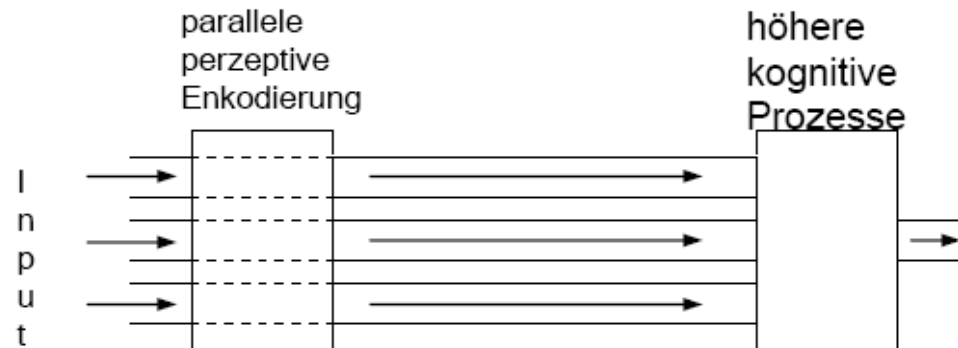 parallele
perzeptive
Enkodierung
höhere
kognitive
Prozesse
I
n
p
u
t